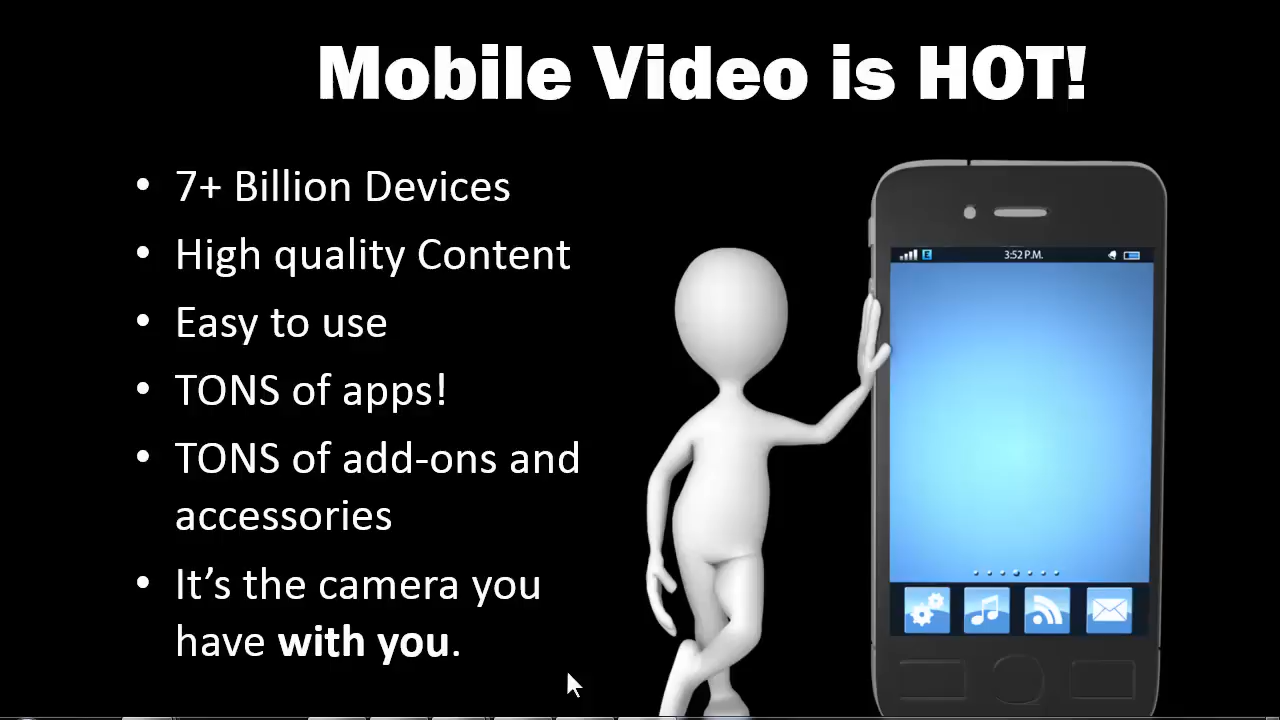 Mobile Video is HOT!
• 7+ Billion Devices
• High quality Content
• Easy to use
• TONS of apps!
• TONS of add-ons and
accessories
• It’s the camera you
have with you.
3:52 P.M.
E